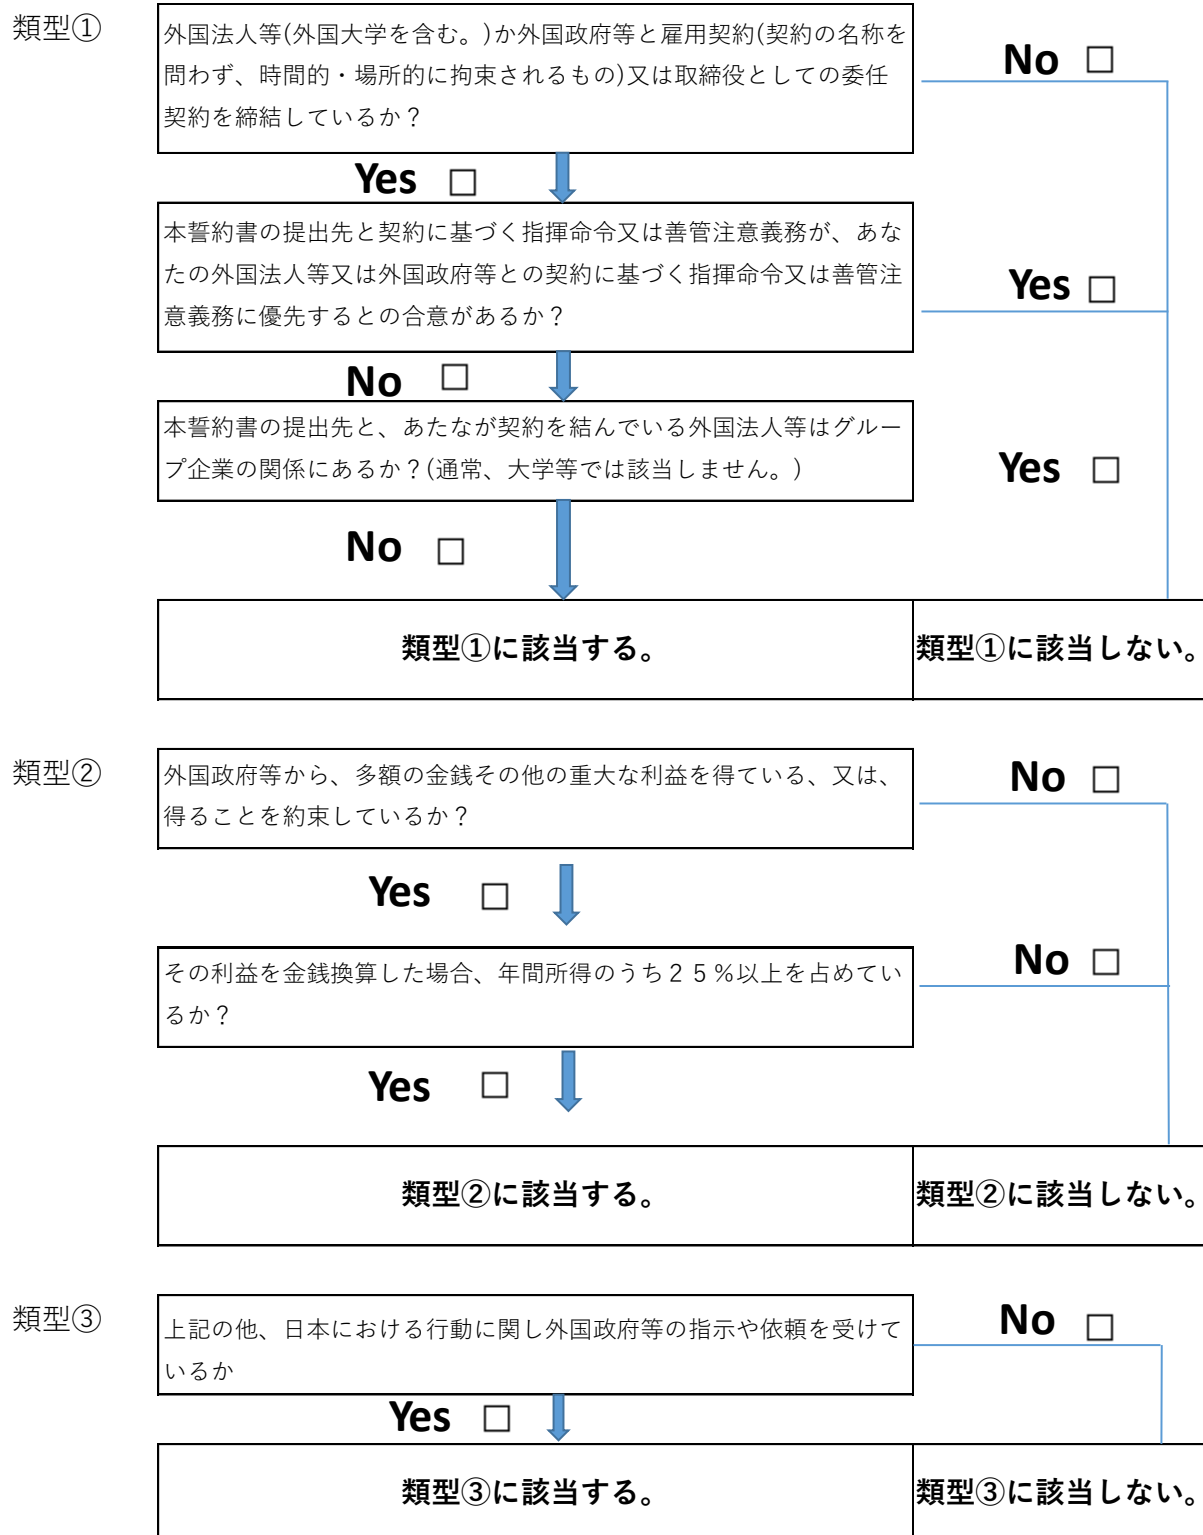 類型①
外国法人等(外国大学を含む。)か外国政府等と雇用契約(契約の名称を
問わず、時間的・場所的に拘束されるもの)又は取締役としての委任
契約を締結しているか？
No □
Yes □
本誓約書の提出先と契約に基づく指揮命令又は善管注意義務が、あな
たの外国法人等又は外国政府等との契約に基づく指揮命令又は善管注
意義務に優先するとの合意があるか？
Yes □
No □
本誓約書の提出先と、あたなが契約を結んでいる外国法人等はグルー
プ企業の関係にあるか？(通常、大学等では該当しません。)
Yes □
No □
類型①に該当する。
類型①に該当しない。
類型②
外国政府等から、多額の金銭その他の重大な利益を得ている、又は、
得ることを約束しているか？
No □
Yes □
その利益を金銭換算した場合、年間所得のうち２５%以上を占めてい
るか？
No □
Yes □
類型②に該当する。
類型②に該当しない。
類型③
上記の他、日本における行動に関し外国政府等の指示や依頼を受けて
いるか
No □
Yes □
類型③に該当する。
類型③に該当しない。